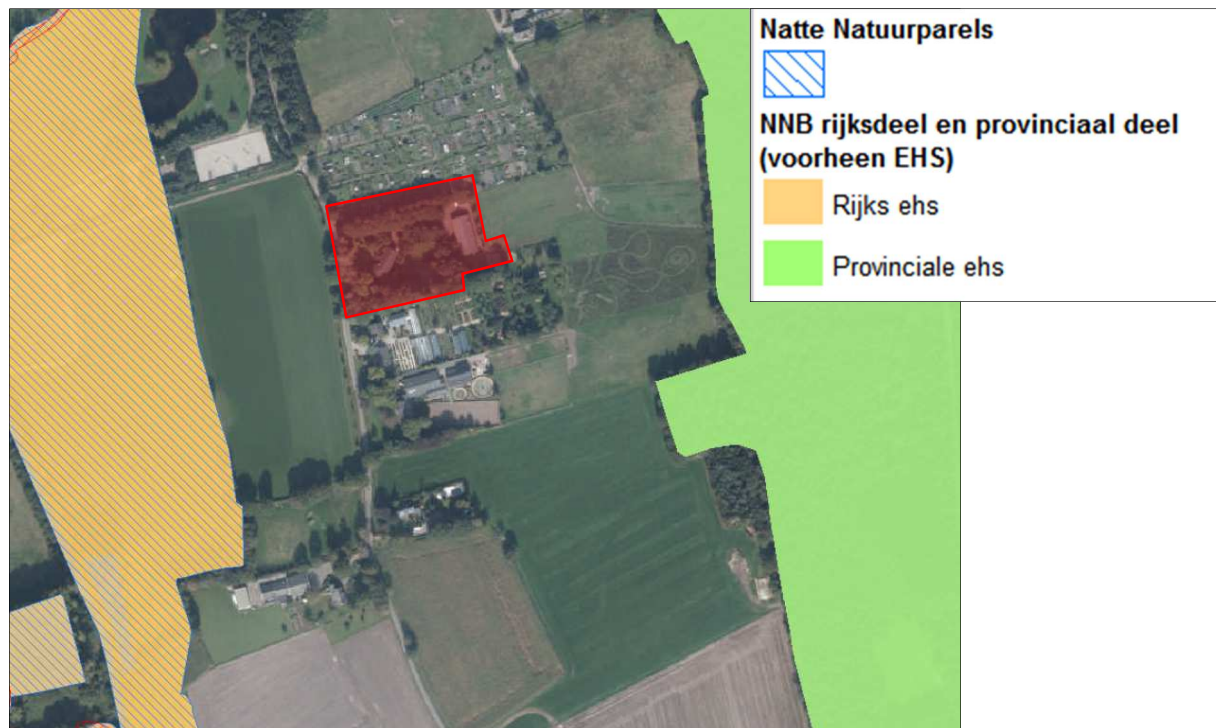 Natte Natuurparels
NNB rijksdeel en provinciaal deel
(voorheen EHS)
Rijks ehs
Provinciale ehs